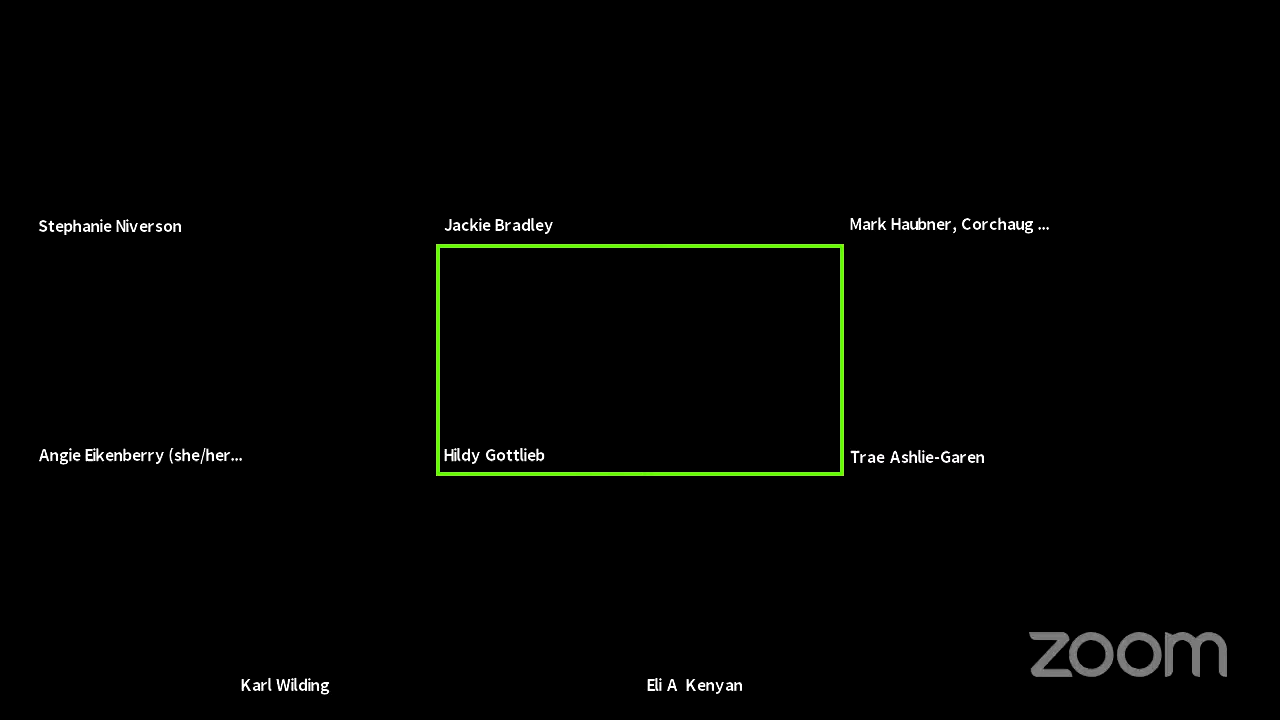 Stephanie Niverson
Jackie Bradley
Mark Haubner, Corchaug ...
Angie Eikenberry (she/her...
Hildy Gottlieb
Trae Ashlie-Garen
Karl Wilding
Eli A Kenyan
zoom